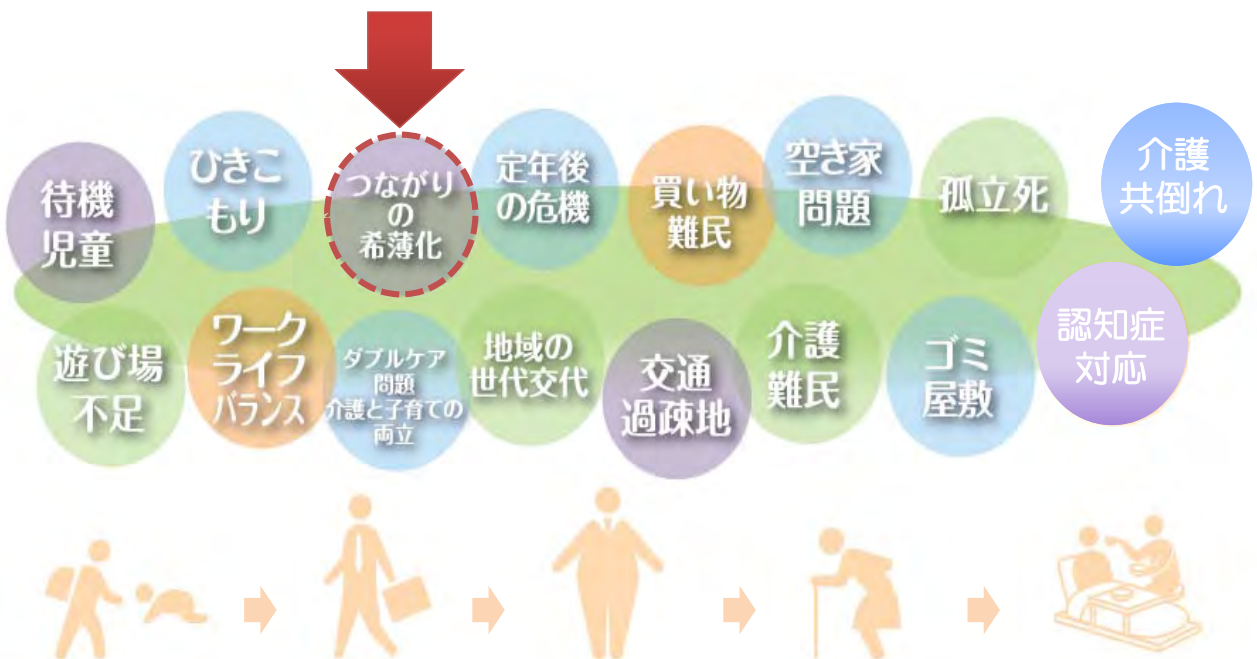 待機
児童
ひきこ
もり
つながり
の
希薄化
定年後
の危機
買い物
難民
空き家
問題
孤立死
介護
共倒れ
遊び場
不足
ワーク
ライフ
バランス
ダブルケア
問題
介護と子育ての
両立
地域の
世代交代
交通
過疎地
介護
難民
ゴミ
屋敷
認知症
対応